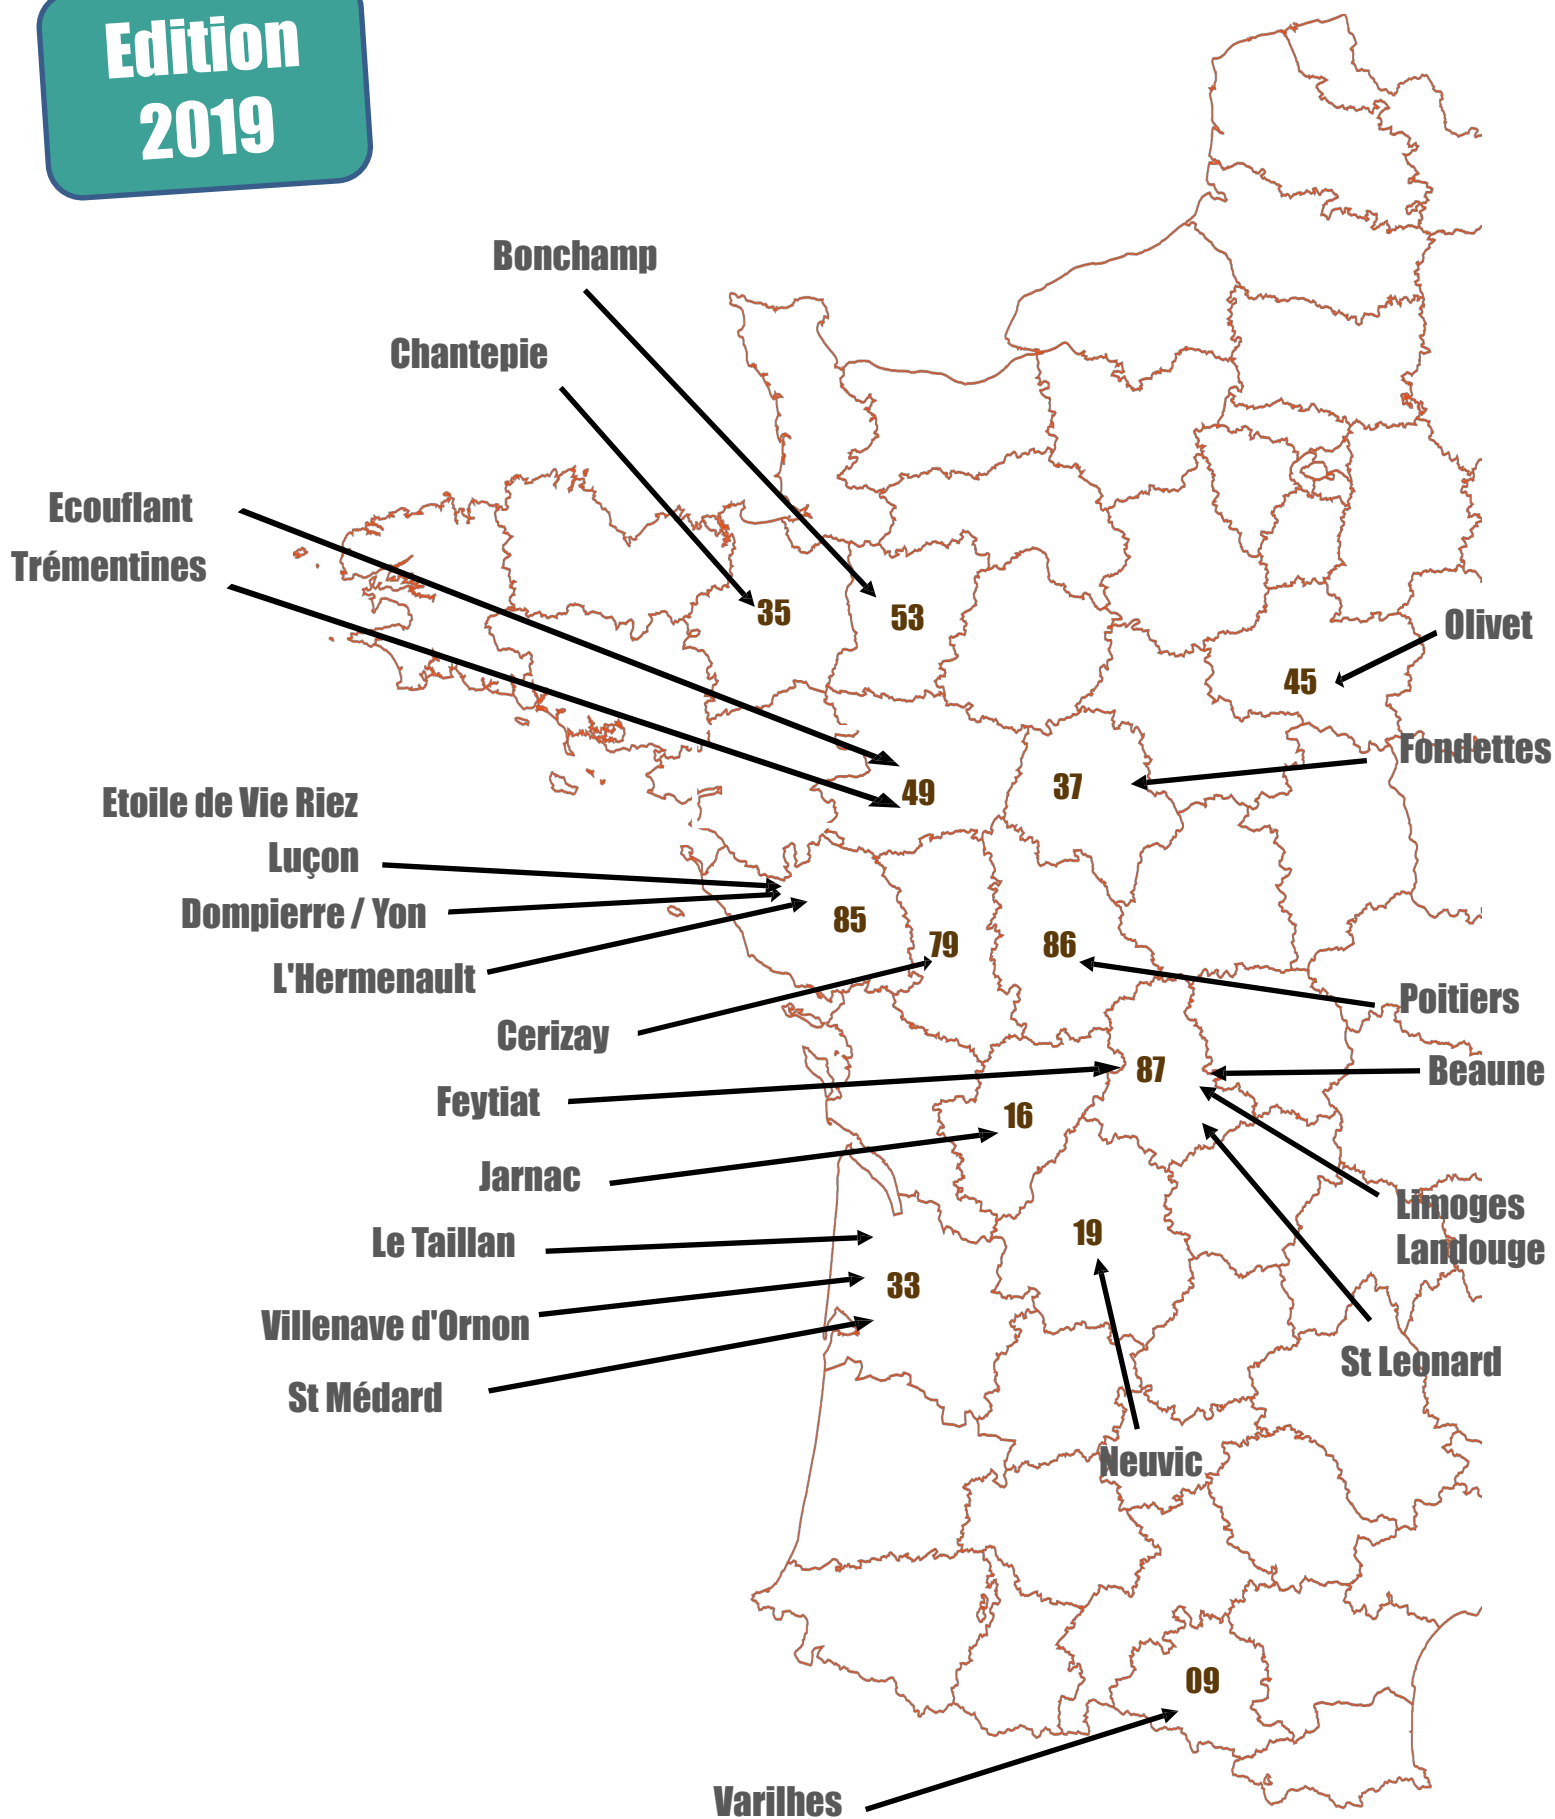 Edition
2019
Bonchamp
Chantepie
Ecouflant
Trémentines
35
53
Olivet
45
Fondettes
49
37
Etoile de Vie Riez
Luçon
Dompierre / Yon
85
79
86
L'Hermenault
Poitiers
Cerizay
87
Beaune
Feytiat
16
Jarnac
Limoges
Landouge
19
Le Taillan
33
Villenave d'Ornon
St Leonard
St Médard
Neuvic
09
Varilhes